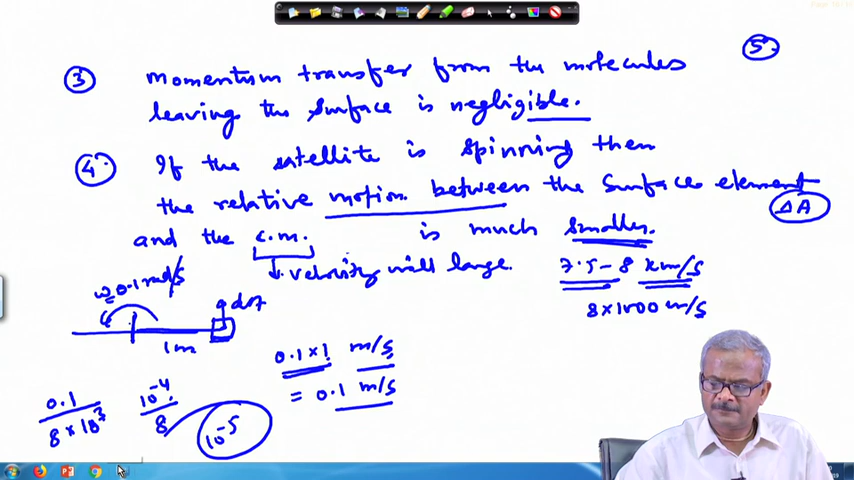 5.
3 momentum transfer from the molecules
leaving the surface is negligible.
4. If the satellite is spinning then
the relative motion between the surface element
ΔA
and the c.m. is much smaller.
↓ velocity will large. 7.5 - 8 km/s
8x1000 m/s
ω 0.1 rad/s
1m
0.1 x 1 m/s
= 0.1 m/s
0.1 / 8 x 10³
10⁻⁴ / 8
10⁻⁵